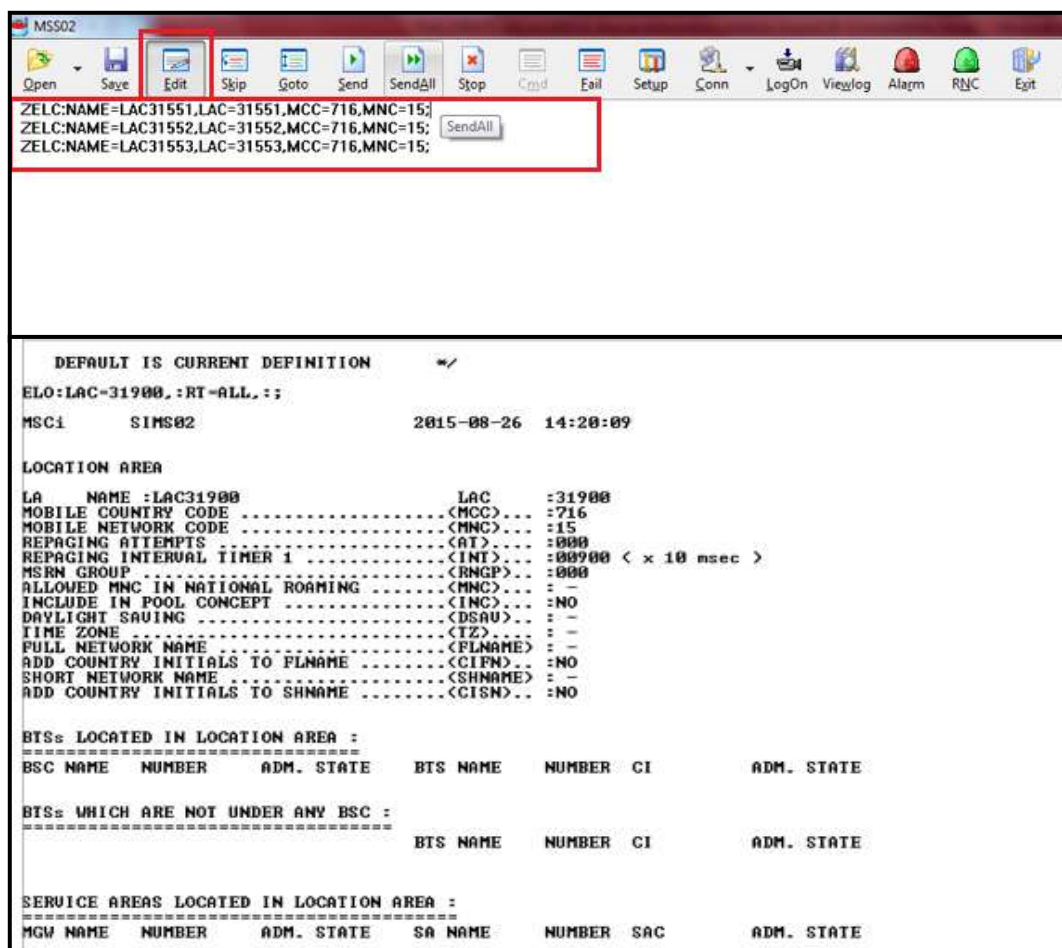 MSS02
Open Save Edit Skip Goto Send SendAll Stop Cmd Fail Setup Conn LogOn Viewlog Alarm RNC Exit
ZELC:NAME=LAC31551,LAC=31551,MCC=716,MNC=15;
ZELC:NAME=LAC31552,LAC=31552,MCC=716,MNC=15; SendAll
ZELC:NAME=LAC31553,LAC=31553,MCC=716,MNC=15;
DEFAULT IS CURRENT DEFINITION */
ELO:LAC=31900,:RT=ALL,:;
MSCi SIMS02 2015-08-26 14:20:09
LOCATION AREA
LA NAME :LAC31900 LAC :31900
MOBILE COUNTRY CODE ...................(MCC)... :716
MOBILE NETWORK CODE ....................(MNC)... :15
REPAGING ATTEMPTS .....................(AT).... :000
REPAGING INTERVAL TIMER 1 ..............(INT)... :00900 ( x 10 msec )
MSRN GROUP ............................(RNGP).. :000
ALLOWED MNC IN NATIONAL ROAMING .......(MNC)... : -
INCLUDE IN POOL CONCEPT ...............(INC)... :NO
DAYLIGHT SAVING .......................(DSAV).. : -
TIME ZONE .............................(TZ).... : -
FULL NETWORK NAME .....................(FLNAME) : -
ADD COUNTRY INITIALS TO FLNAME ........(CIFN).. :NO
SHORT NETWORK NAME ....................(SHNAME) : -
ADD COUNTRY INITIALS TO SHNAME ........(CISN).. :NO
BTSs LOCATED IN LOCATION AREA :
===============================
BSC NAME NUMBER ADM. STATE BTS NAME NUMBER CI ADM. STATE
BTSs WHICH ARE NOT UNDER ANY BSC :
==================================
BTS NAME NUMBER CI ADM. STATE
SERVICE AREAS LOCATED IN LOCATION AREA :
========================================
MGW NAME NUMBER ADM. STATE SA NAME NUMBER SAC ADM. STATE